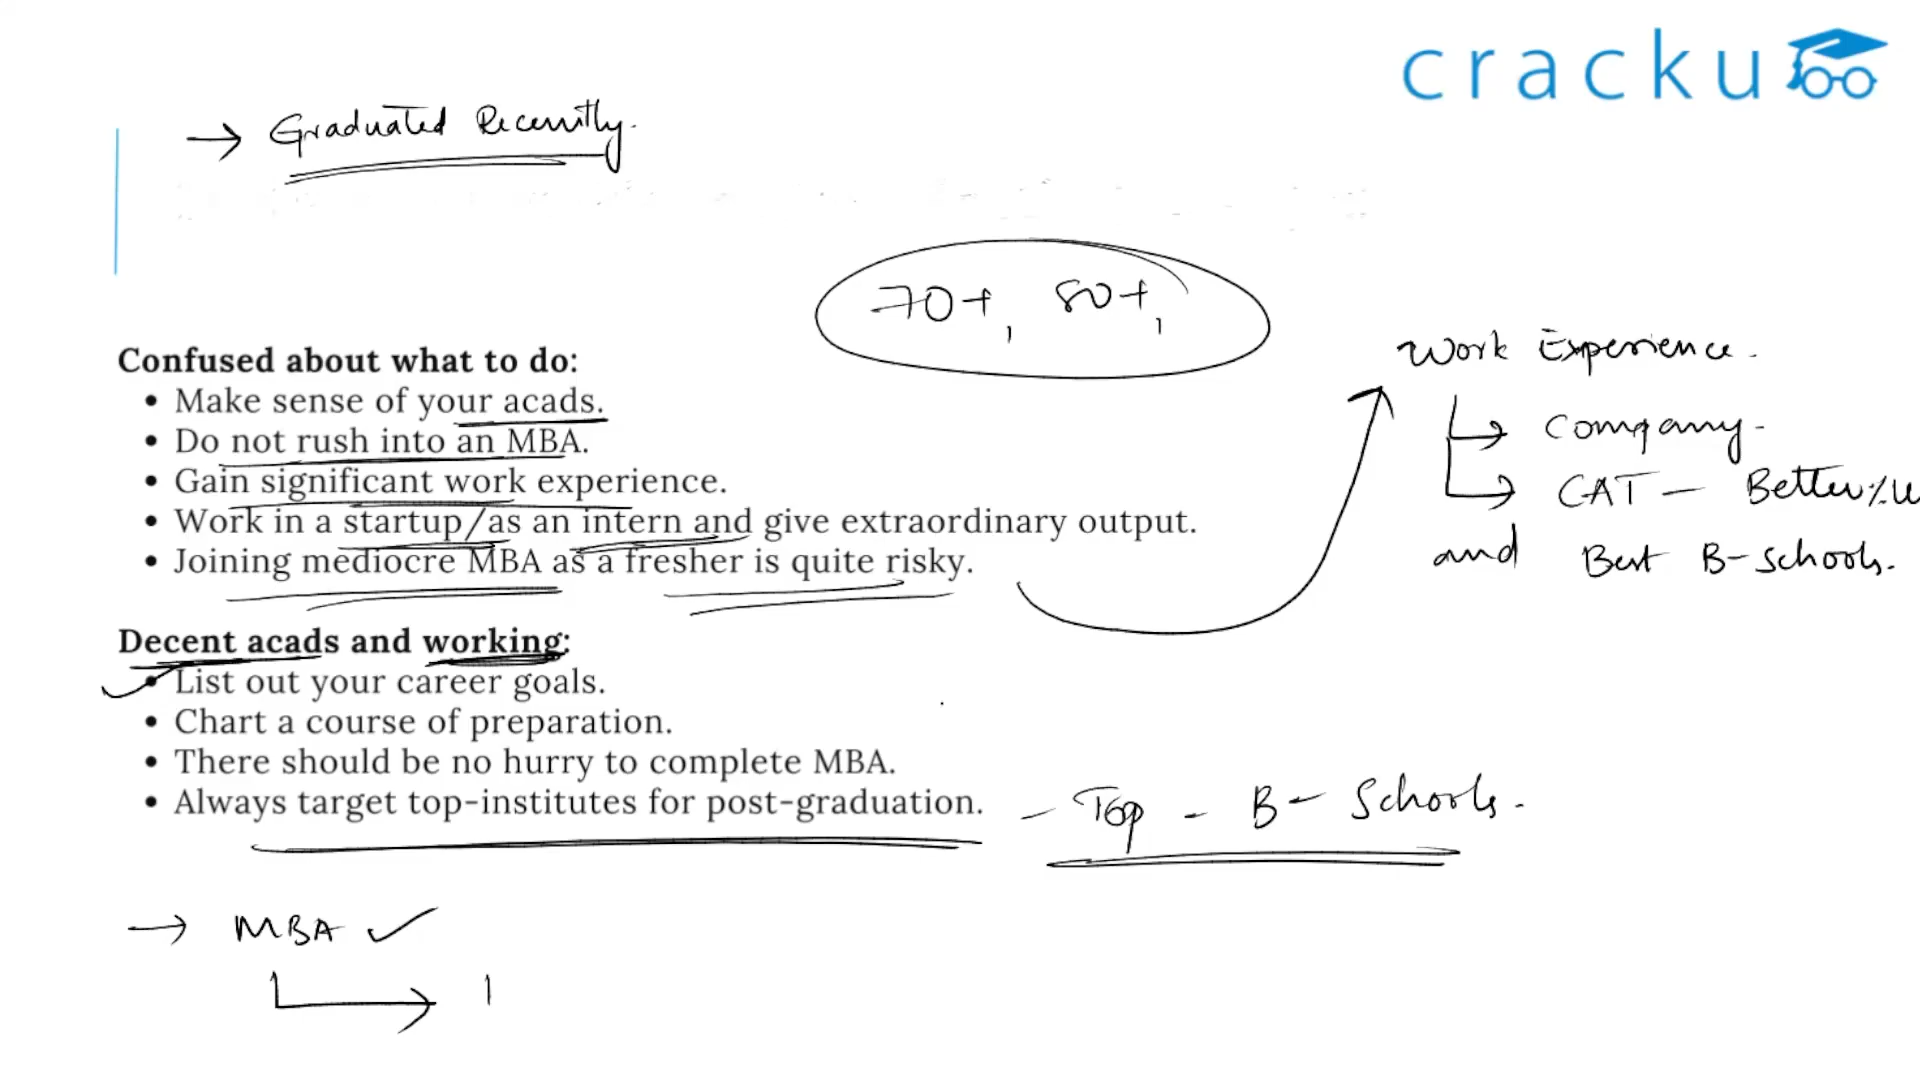 cracku
→ Graduated Recently.
70+, 80+,
Confused about what to do:
• Make sense of your acads.
• Do not rush into an MBA.
• Gain significant work experience.
• Work in a startup/as an intern and give extraordinary output.
• Joining mediocre MBA as a fresher is quite risky.
Work Experience.
→ Company.
→ CAT - Better
and Best B-schools.
Decent acads and working:
• List out your career goals.
• Chart a course of preparation.
• There should be no hurry to complete MBA.
• Always target top-institutes for post-graduation.
- Top - B - Schools.
→ MBA ✓